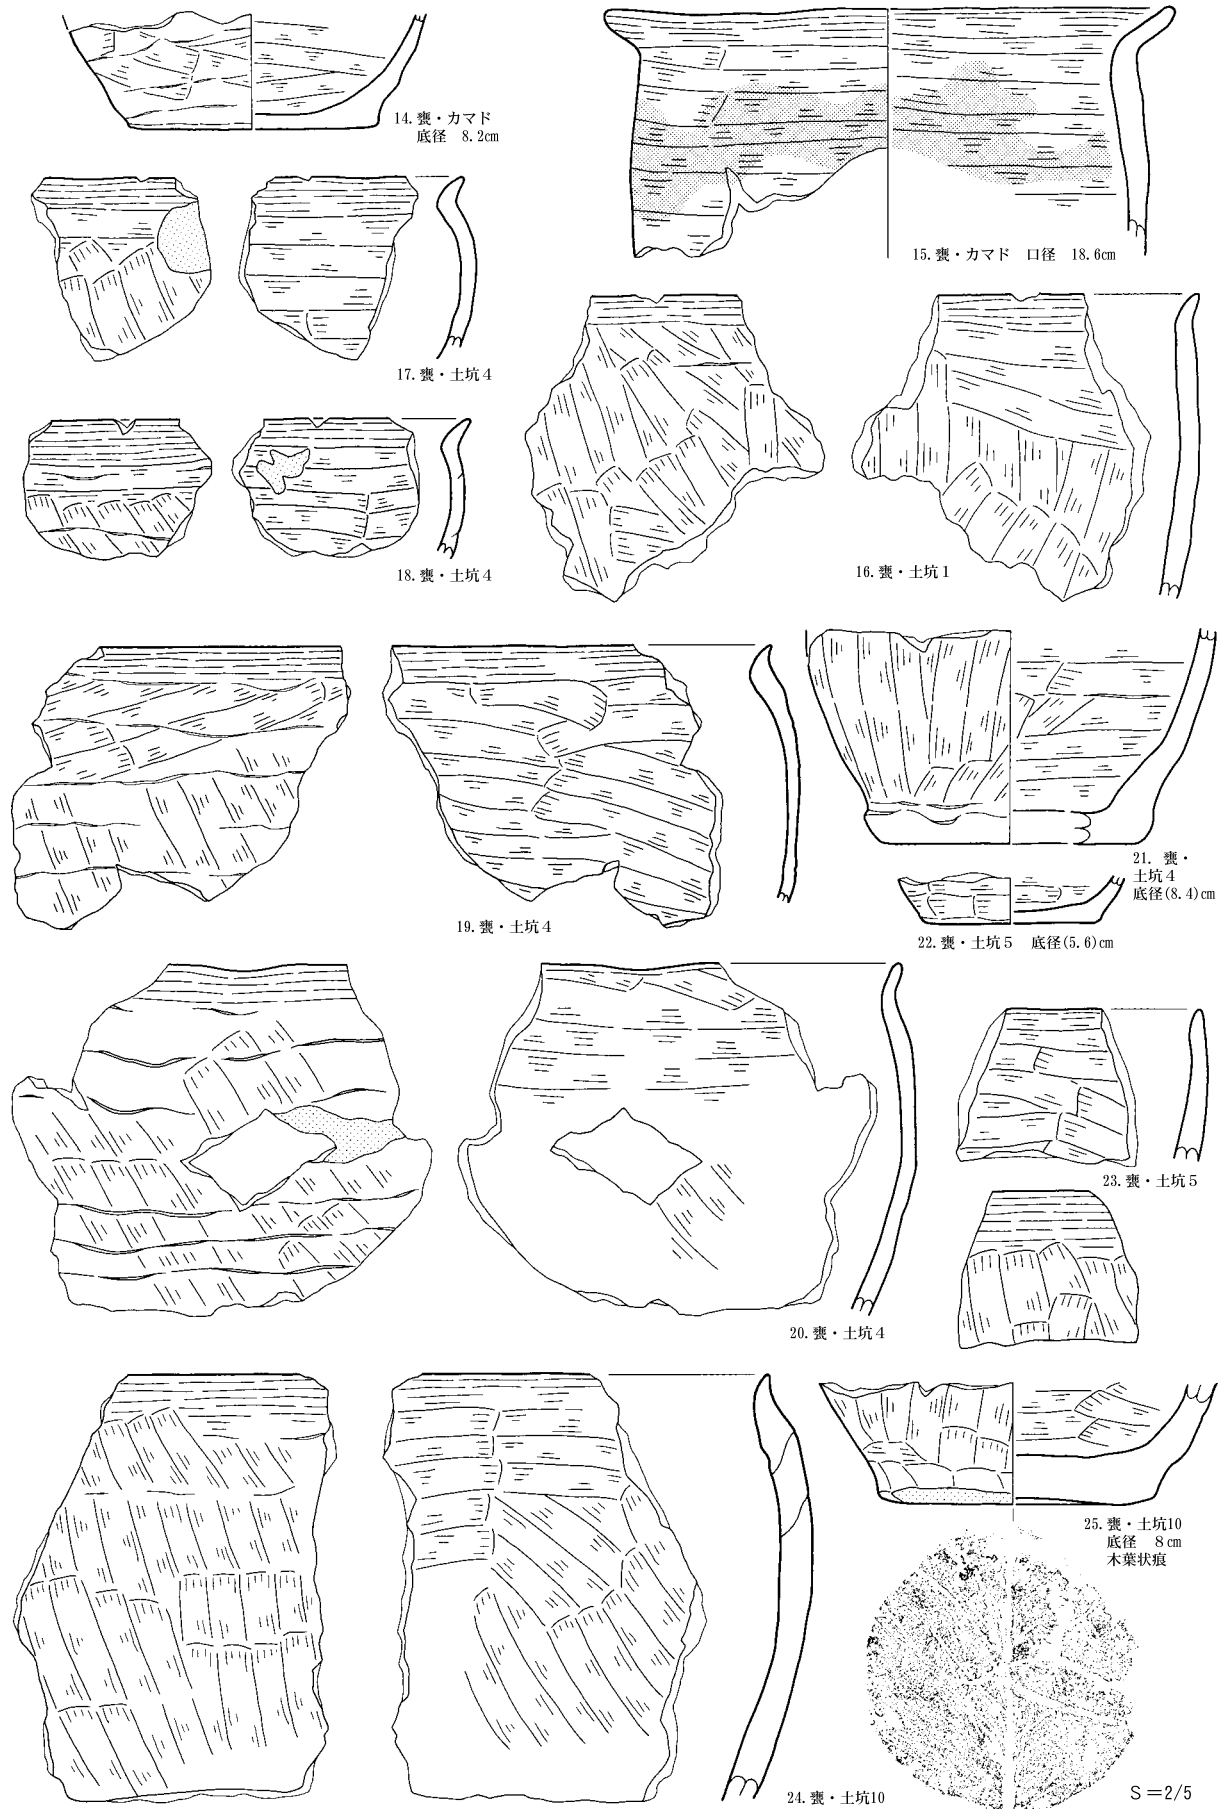 14. 甕・カマド
底径 8.2cm
15. 甕・カマド 口径 18.6cm
17. 甕・土坑4
18. 甕・土坑4
16. 甕・土坑1
19. 甕・土坑4
21. 甕・
土坑4
底径(8.4)cm
22. 甕・土坑5 底径(5.6)cm
20. 甕・土坑4
23. 甕・土坑5
24. 甕・土坑10
25. 甕・土坑10
底径 8cm
木葉状痕
S=2/5